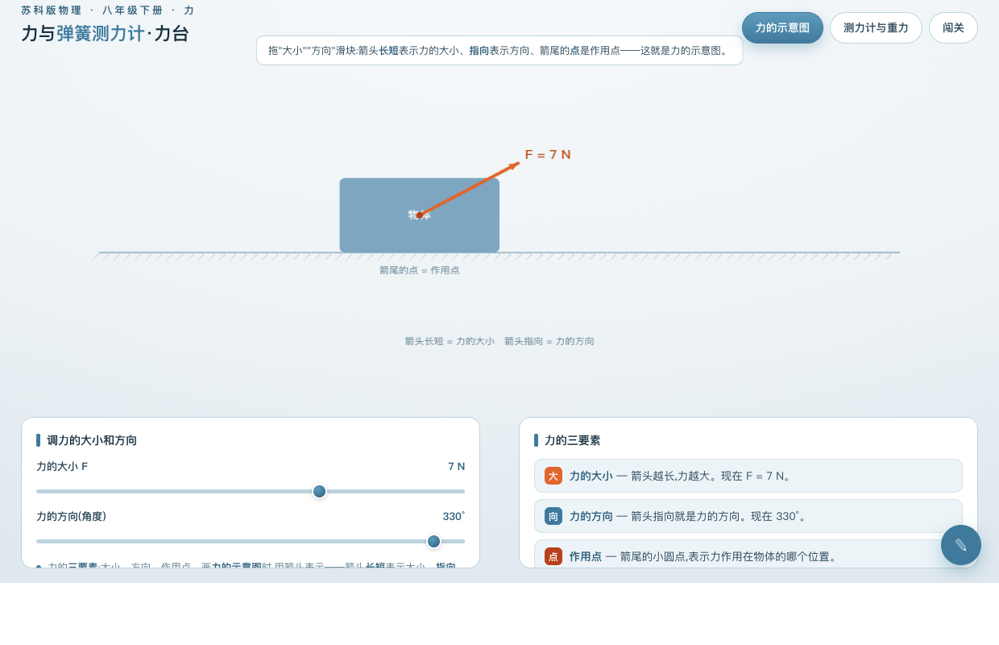 苏科版物理 · 八年级下册 · 力
力与弹簧测力计·力台
力的示意图
测力计与重力
闯关
拖"大小""方向"滑块:箭头长短表示力的大小、指向表示方向、箭尾的点是作用点——这就是力的示意图。
F = 7 N
物体
箭尾的点 = 作用点
箭头长短 = 力的大小 箭头指向 = 力的方向
调力的大小和方向
力的大小 F
7 N
力的方向(角度)
330°
力的三要素:大小、方向、作用点。画力的示意图时,用箭头表示——箭头长短表示大小、指向
力的三要素
大 力的大小 — 箭头越长,力越大。现在 F = 7 N。
向 力的方向 — 箭头指向就是力的方向。现在 330°。
点 作用点 — 箭尾的小圆点,表示力作用在物体的哪个位置。